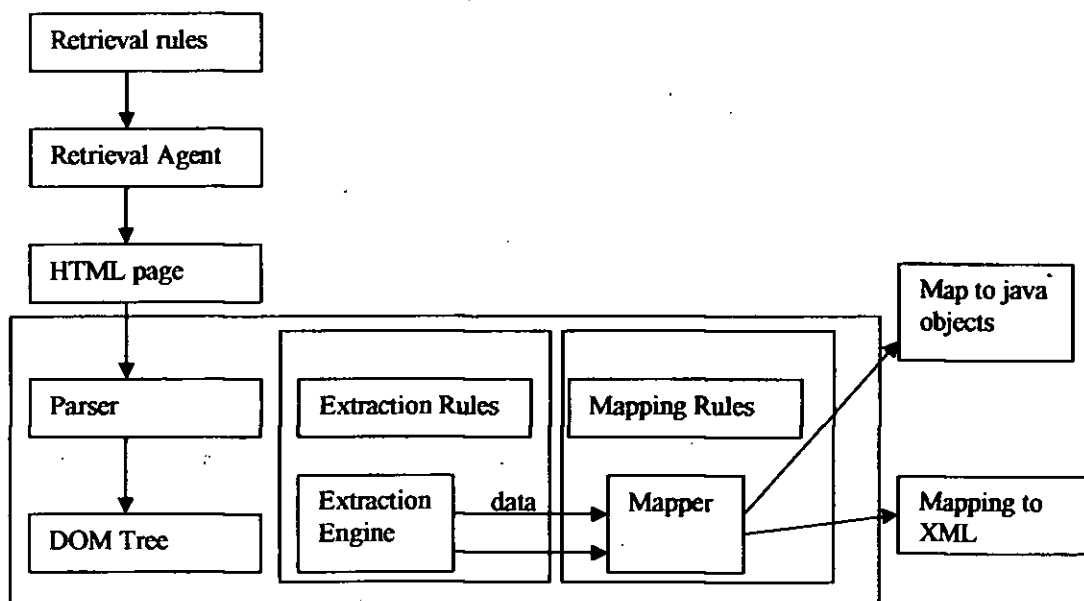 Retrieval rules
Retrieval Agent
HTML page
Map to java
objects
Parser
Extraction Rules
Mapping Rules
DOM Tree
Extraction
Engine
data
Mapper
Mapping to
XML